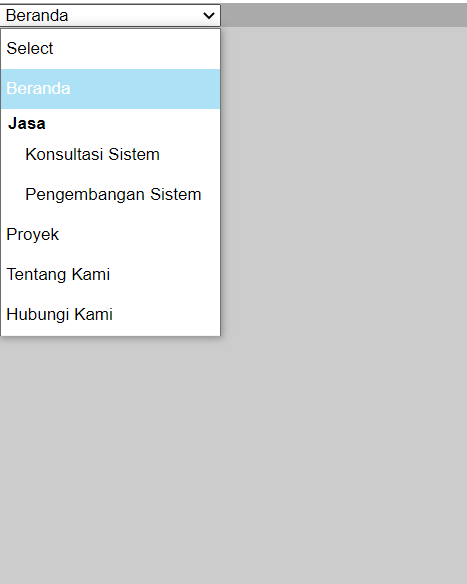 Beranda
Select
Beranda
Jasa
Konsultasi Sistem
Pengembangan Sistem
Proyek
Tentang Kami
Hubungi Kami